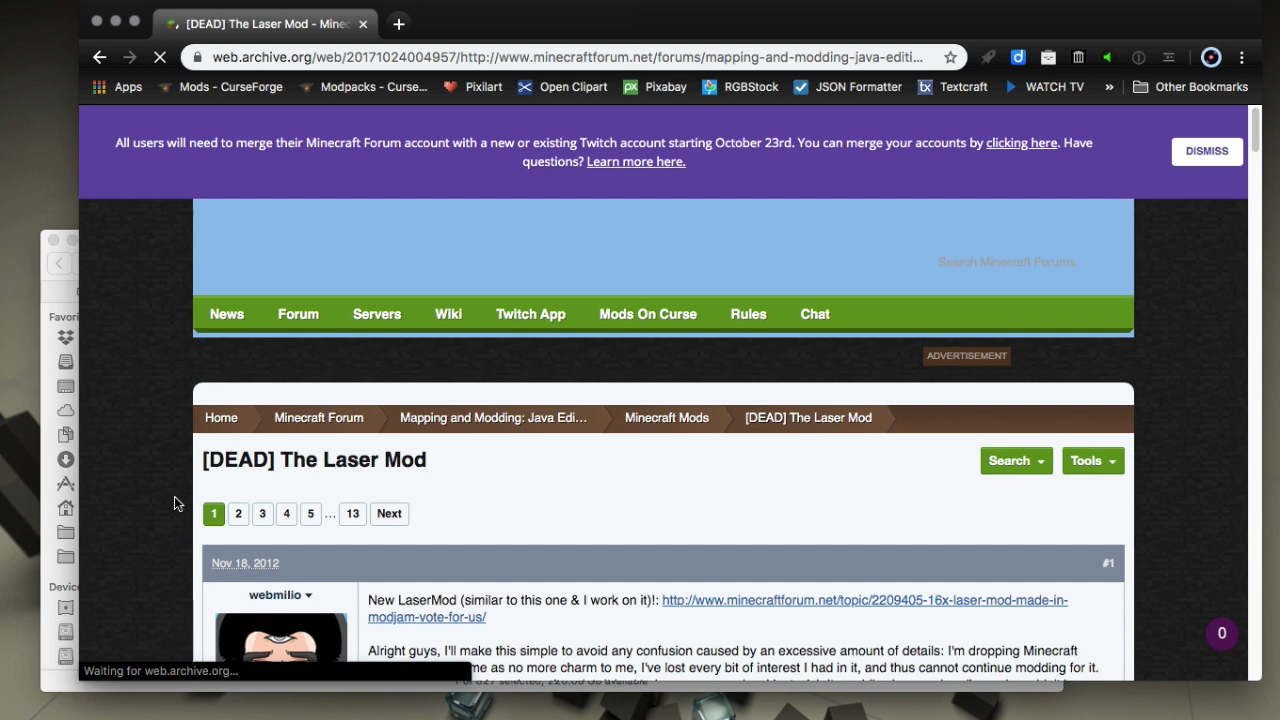 [DEAD] The Laser Mod - Minec
web.archive.org/web/20171024004957/http://www.minecraftforum.net/forums/mapping-and-modding-java-editi...
Apps Mods - CurseForge Modpacks - Curse... Pixilart Open Clipart Pixabay RGBStock JSON Formatter Textcraft WATCH TV » Other Bookmarks
All users will need to merge their Minecraft Forum account with a new or existing Twitch account starting October 23rd. You can merge your accounts by clicking here. Have
questions? Learn more here.
DISMISS
Search Minecraft Forums
News Forum Servers Wiki Twitch App Mods On Curse Rules Chat
ADVERTISEMENT
Home Minecraft Forum Mapping and Modding: Java Edi... Minecraft Mods [DEAD] The Laser Mod
[DEAD] The Laser Mod
Search Tools
1 2 3 4 5 ... 13 Next
Nov 18, 2012 #1
webmilio
New LaserMod (similar to this one & I work on it)!: http://www.minecraftforum.net/topic/2209405-16x-laser-mod-made-in-
modjam-vote-for-us/
Alright guys, I'll make this simple to avoid any confusion caused by an excessive amount of details: I'm dropping Minecraft
me as no more charm to me, I've lost every bit of interest I had in it, and thus cannot continue modding for it.
Favori
Device
0
Waiting for web.archive.org...